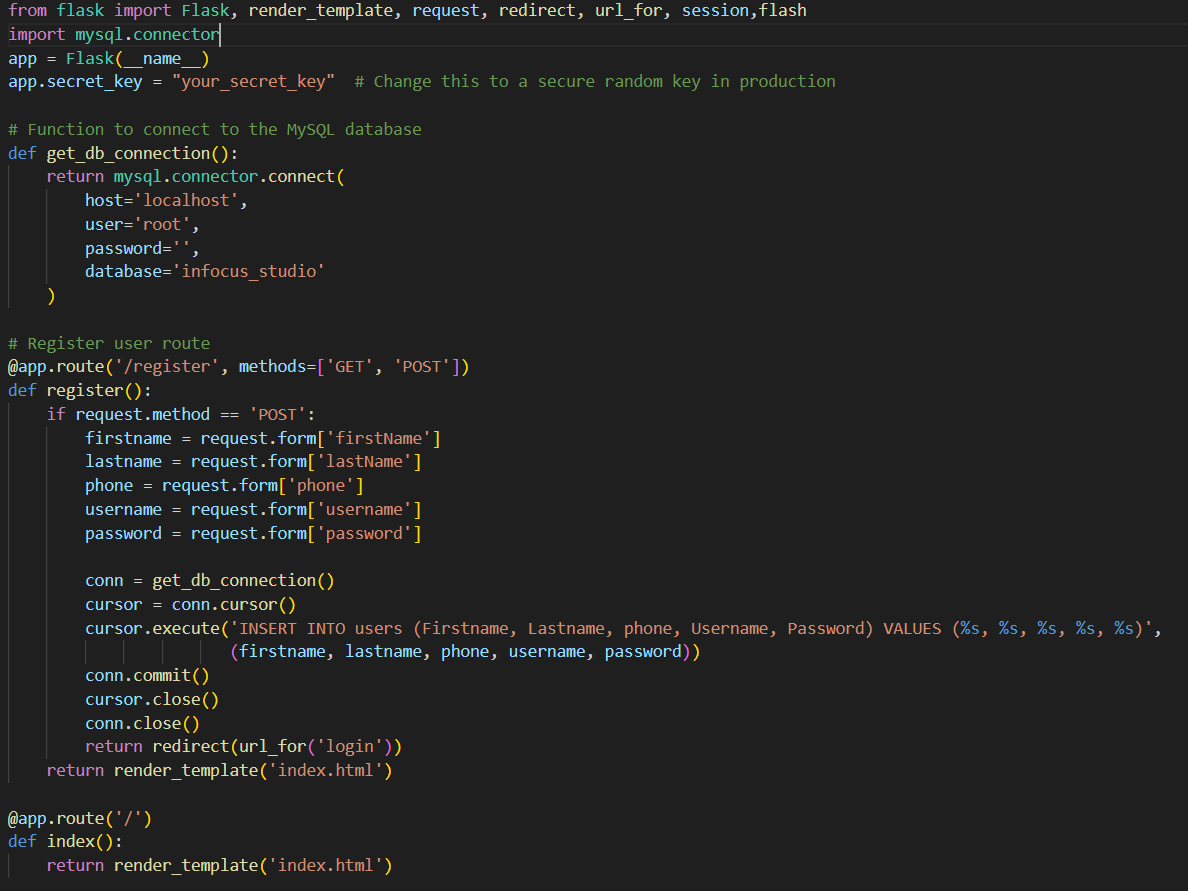 from flask import Flask, render_template, request, redirect, url_for, session,flash
import mysql.connector
app = Flask(__name__)
app.secret_key = "your_secret_key"  # Change this to a secure random key in production

# Function to connect to the MySQL database
def get_db_connection():
    return mysql.connector.connect(
        host='localhost',
        user='root',
        password='',
        database='infocus_studio'
    )

# Register user route
@app.route('/register', methods=['GET', 'POST'])
def register():
    if request.method == 'POST':
        firstname = request.form['firstName']
        lastname = request.form['lastName']
        phone = request.form['phone']
        username = request.form['username']
        password = request.form['password']

        conn = get_db_connection()
        cursor = conn.cursor()
        cursor.execute('INSERT INTO users (Firstname, Lastname, phone, Username, Password) VALUES (%s, %s, %s, %s, %s)',
                       (firstname, lastname, phone, username, password))
        conn.commit()
        cursor.close()
        conn.close()
        return redirect(url_for('login'))
    return render_template('index.html')

@app.route('/')
def index():
    return render_template('index.html')